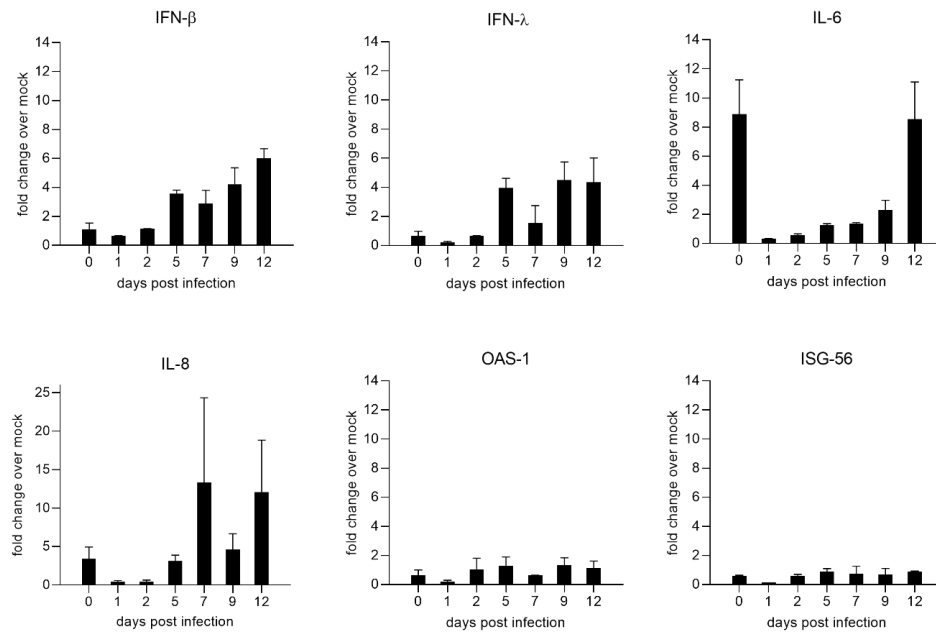 IFN-β
fold change over mock
14
12
10
8
6
4
2
0
0 1 2 5 7 9 12
days post infection
IFN-λ
fold change over mock
14
12
10
8
6
4
2
0
0 1 2 5 7 9 12
days post infection
IL-6
fold change over mock
14
12
10
8
6
4
2
0
0 1 2 5 7 9 12
days post infection
IL-8
fold change over mock
25
20
15
10
5
0
0 1 2 5 7 9 12
days post infection
OAS-1
fold change over mock
14
12
10
8
6
4
2
0
0 1 2 5 7 9 12
days post infection
ISG-56
fold change over mock
14
12
10
8
6
4
2
0
0 1 2 5 7 9 12
days post infection